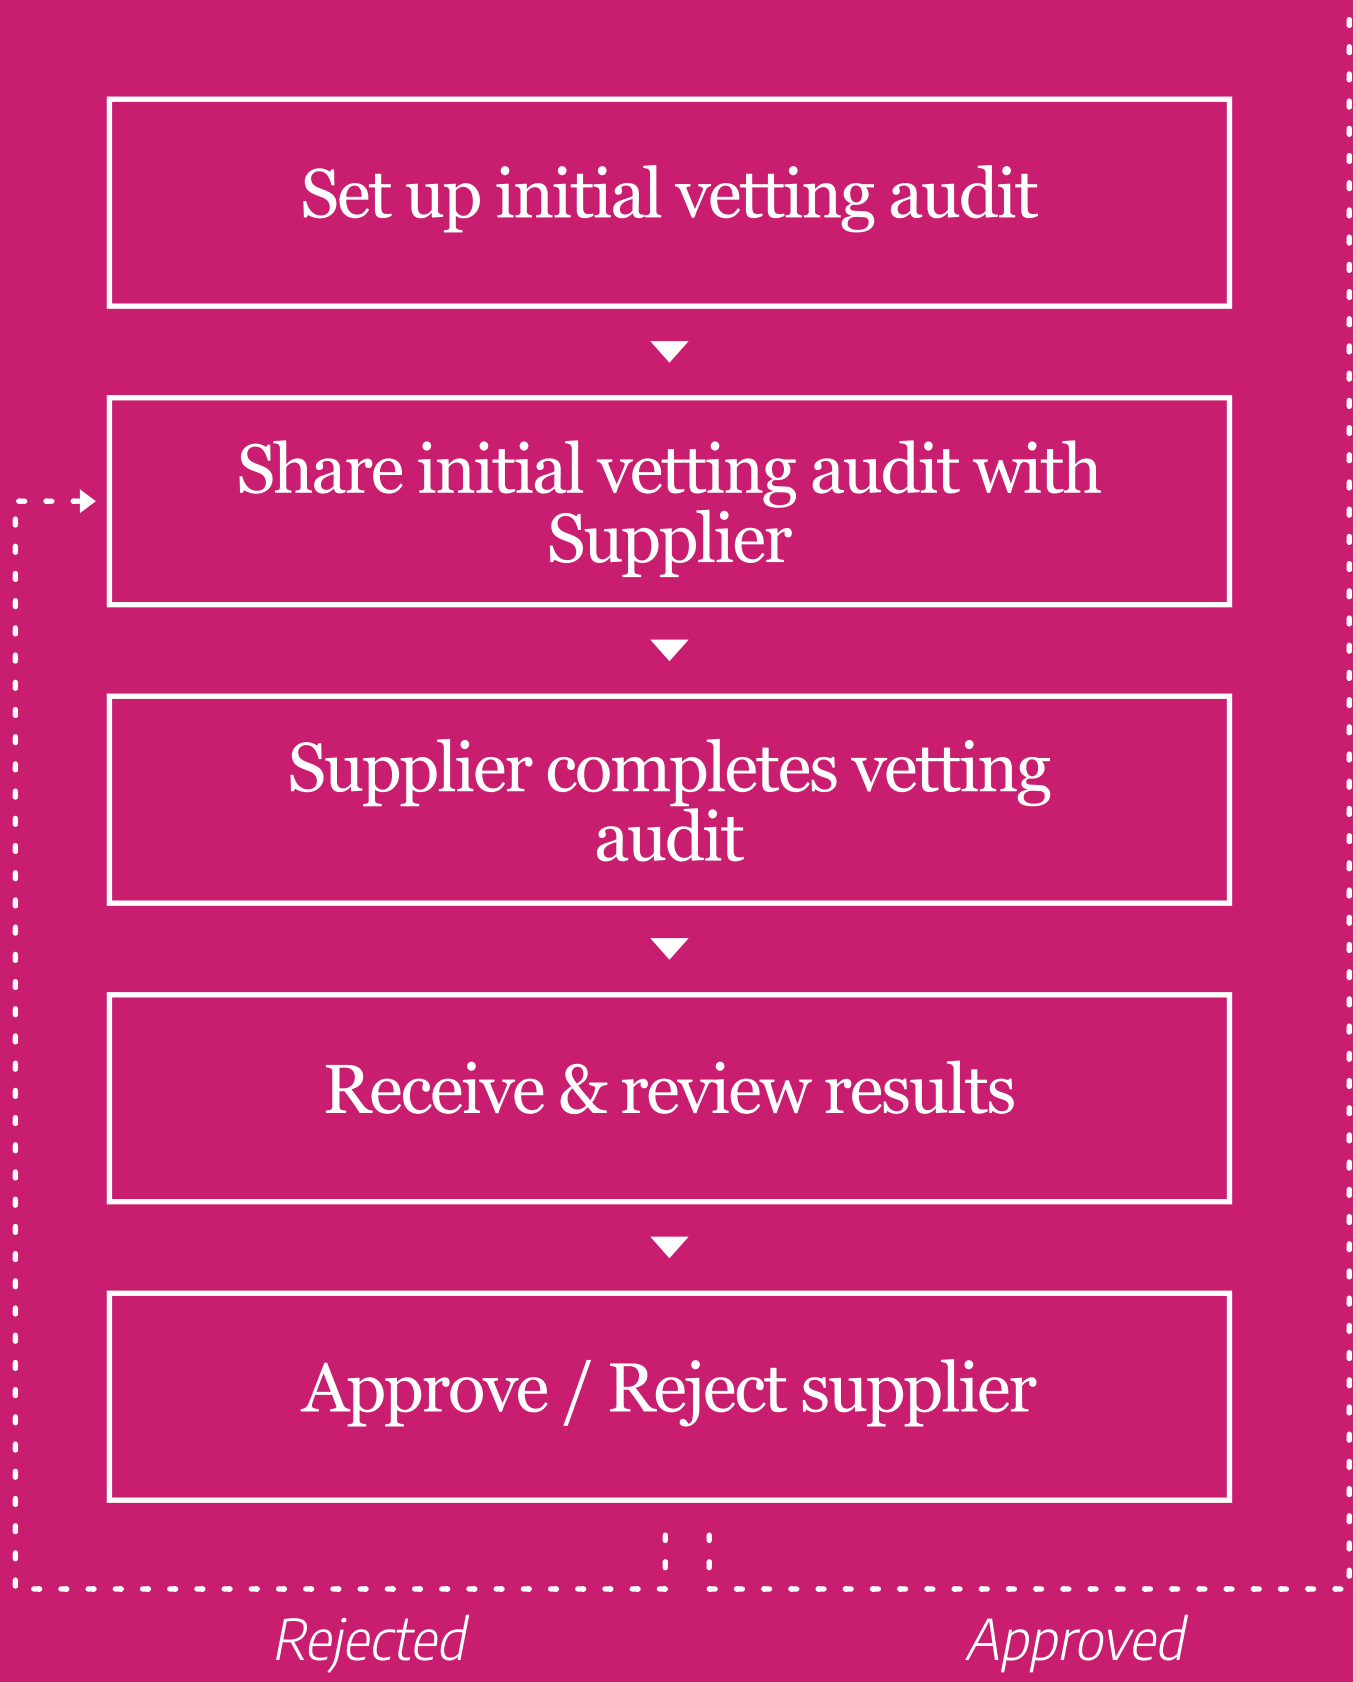 Set up initial vetting audit
Share initial vetting audit with
Supplier
Supplier completes vetting
audit
Receive & review results
Approve / Reject supplier
Rejected
Approved